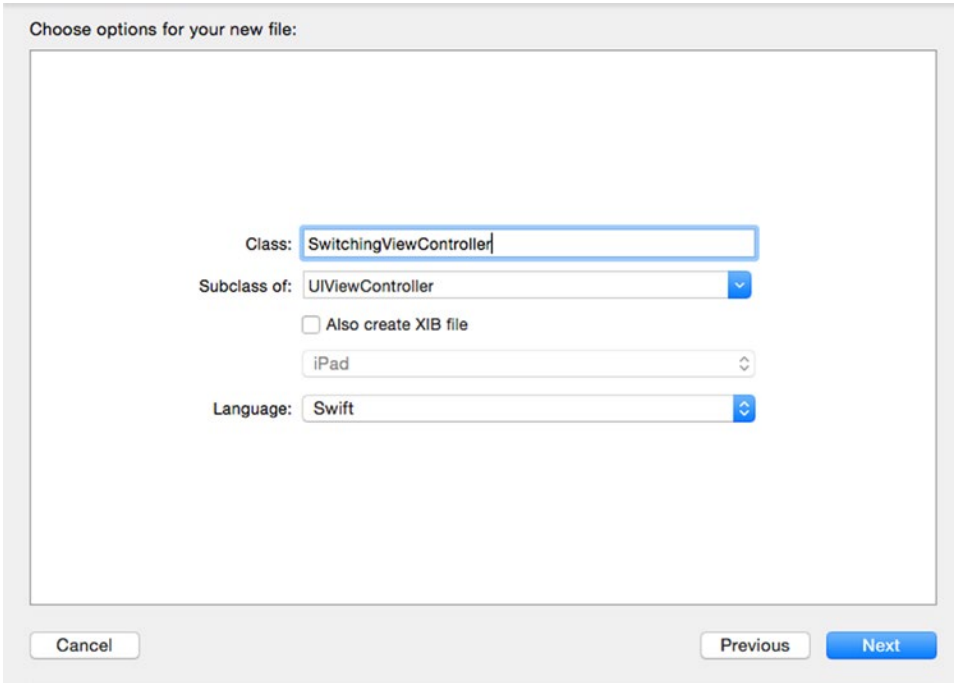 Choose options for your new file:
Class: SwitchingViewController
Subclass of: UIViewController
Also create XIB file
iPad
Language: Swift
Cancel Previous Next